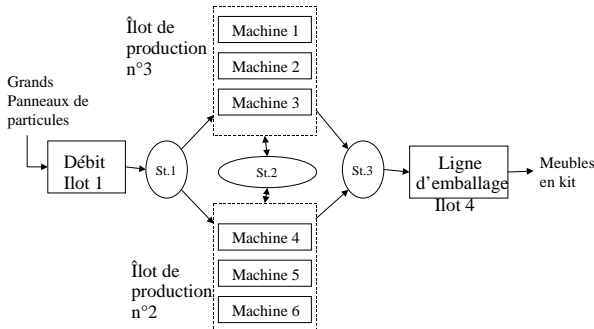 Îlot de
production
n°3
Machine 1
Machine 2
Machine 3
Grands
Panneaux de
particules
Débit
Ilot 1
St.1
St.2
St.3
Ligne
d'emballage
Ilot 4
Meubles
en kit
Îlot de
production
n°2
Machine 4
Machine 5
Machine 6